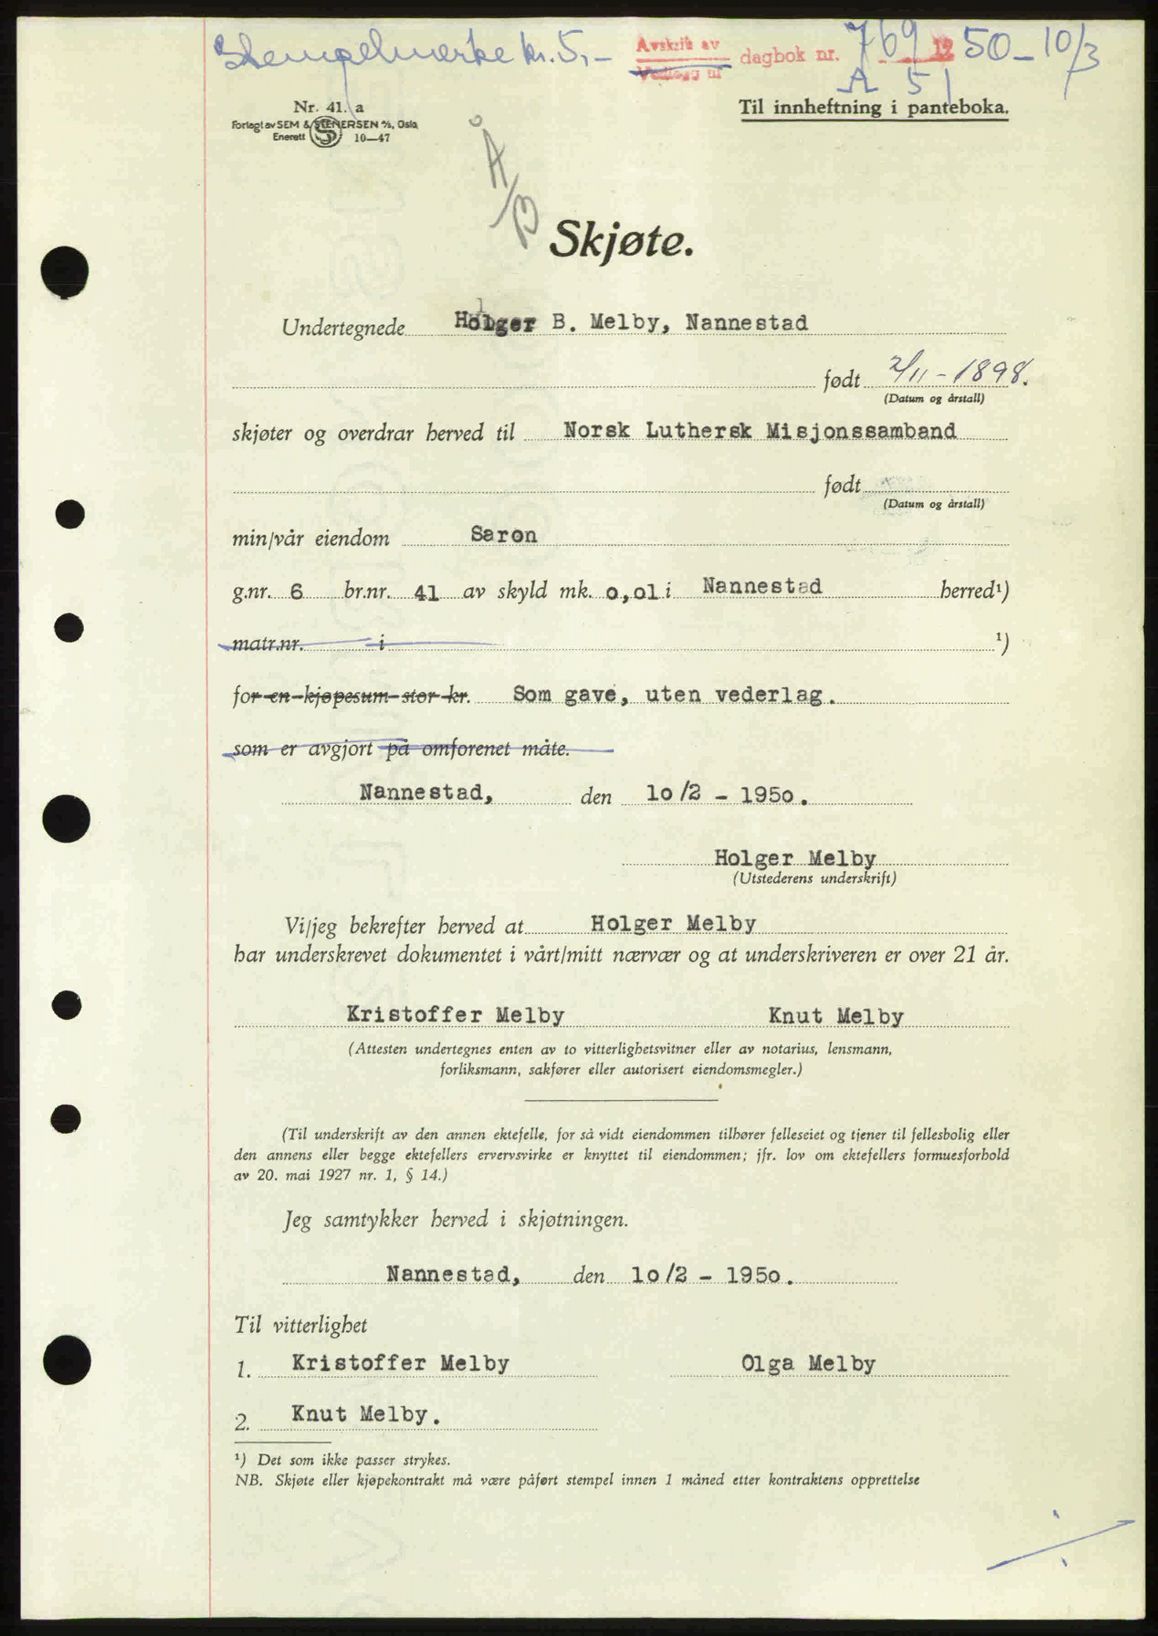 Stempelmerke kr. 5,-
Avskrift av
Vedlegg nr
dagbok nr. 769 19 50 - 10/3
A 51
Nr. 41. a
Forlagt av SEM & STENERSEN A/S, Oslo
Enerett 10—47
Til innheftning i panteboka.
Å/B
Skjøte.
Undertegnede Holger B. Melby, Nannestad
født 2/11 - 1898.
(Datum og årstall)
skjøter og overdrar herved til Norsk Luthersk Misjonssamband
født
(Datum og årstall)
min/vår eiendom Saron
g.nr. 6 br.nr. 41 av skyld mk. o,o1 i Nannestad herred¹)
matr.nr. i ¹)
for en kjøpesum stor kr. Som gave, uten vederlag.
som er avgjort på omforenet måte.
Nannestad, den 1o/2 - 195o.
Holger Melby
(Utstederens underskrift)
Vi/jeg bekrefter herved at Holger Melby
har underskrevet dokumentet i vårt/mitt nærvær og at underskriveren er over 21 år.
Kristoffer Melby Knut Melby
(Attesten undertegnes enten av to vitterlighetsvitner eller av notarius, lensmann,
forliksmann, sakfører eller autorisert eiendomsmegler.)
(Til underskrift av den annen ektefelle, for så vidt eiendommen tilhører felleseiet og tjener til fellesbolig eller
den annens eller begge ektefellers ervervsvirke er knyttet til eiendommen; jfr. lov om ektefellers formuesforhold
av 20. mai 1927 nr. 1, § 14.)
Jeg samtykker herved i skjøtningen.
Nannestad, den 1o/2 - 195o.
Til vitterlighet
1. Kristoffer Melby Olga Melby
2. Knut Melby.
¹) Det som ikke passer strykes.
NB. Skjøte eller kjøpekontrakt må være påført stempel innen 1 måned etter kontraktens opprettelse